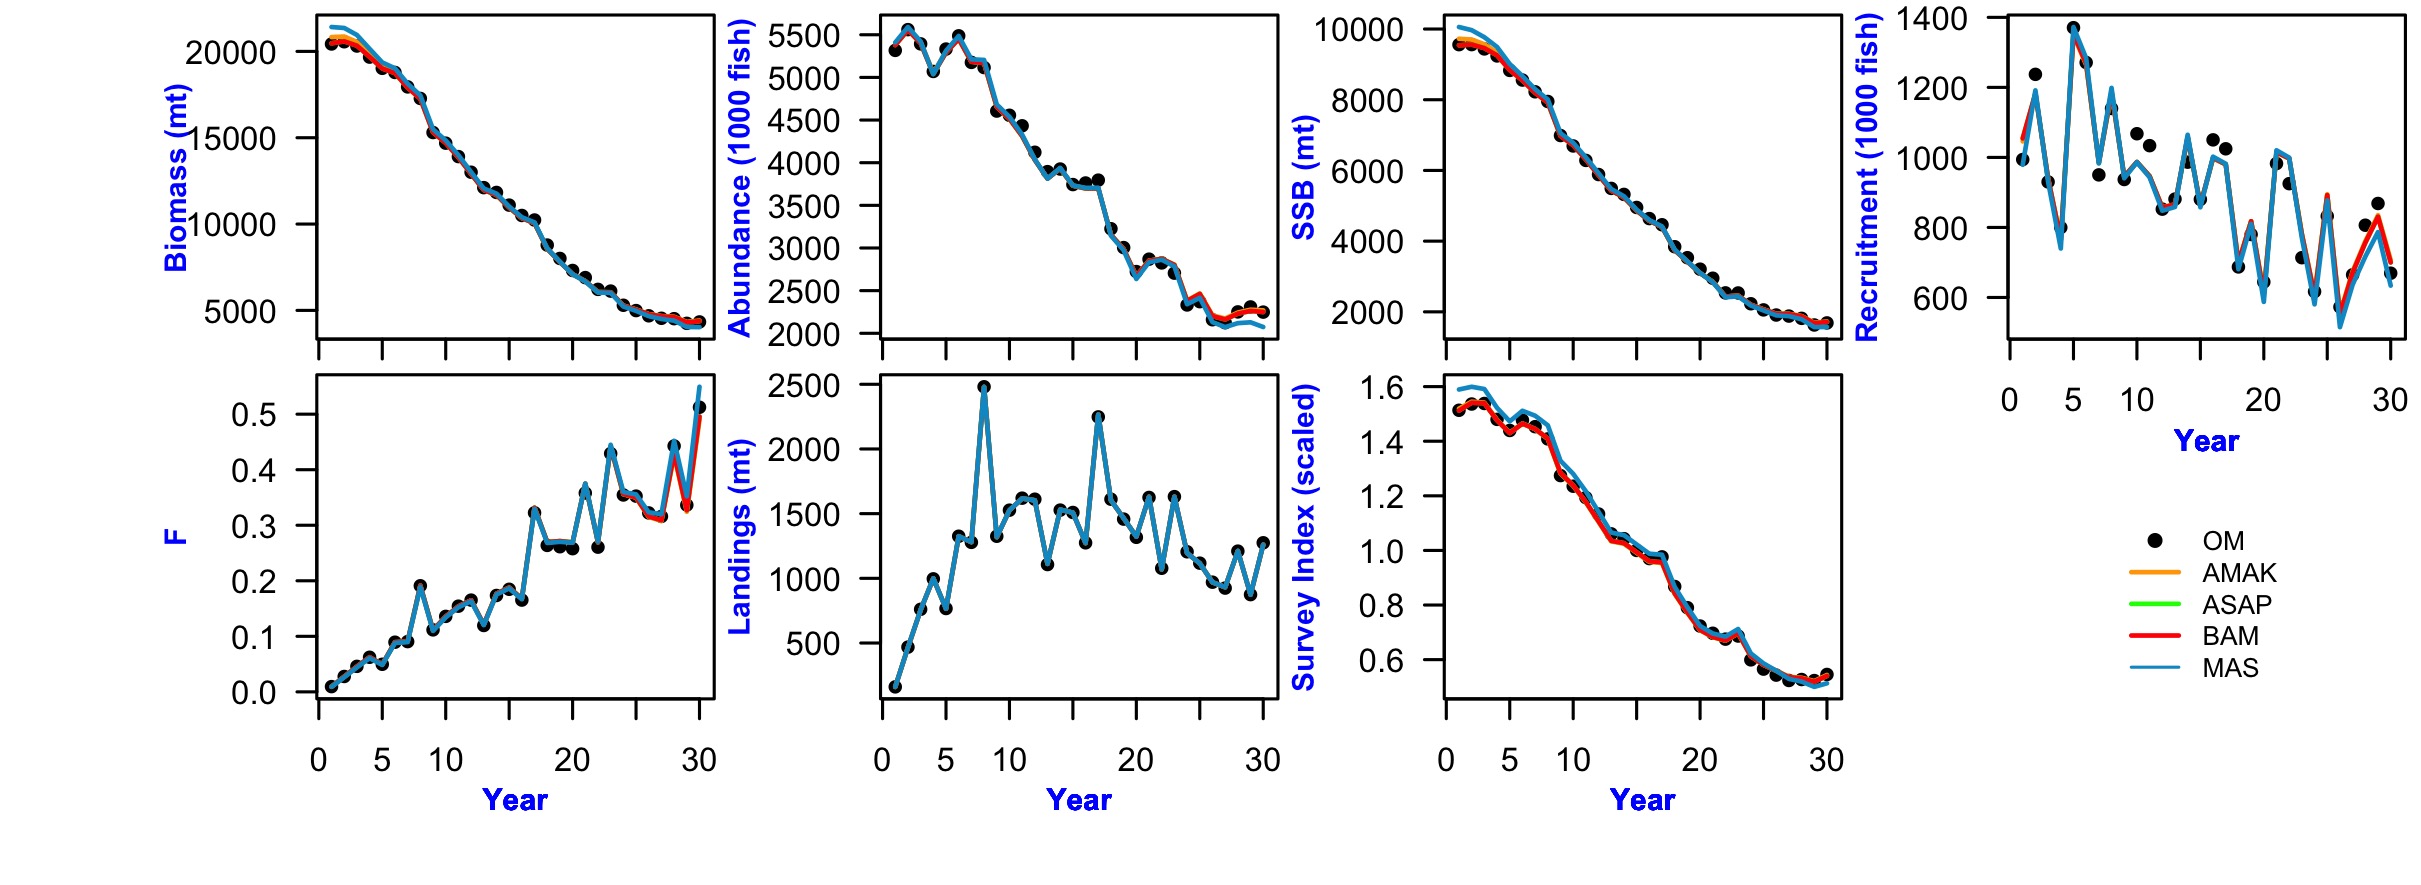 Biomass (mt)
20000
15000
10000
5000
Abundance (1000 fish)
5500
5000
4500
4000
3500
3000
2500
2000
SSB (mt)
10000
8000
6000
4000
2000
Recruitment (1000 fish)
1400
1200
1000
800
600
0 5 10 20 30
Year
F
0.5
0.4
0.3
0.2
0.1
0.0
0 5 10 20 30
Year
Landings (mt)
2500
2000
1500
1000
500
0 5 10 20 30
Year
Survey Index (scaled)
1.6
1.4
1.2
1.0
0.8
0.6
0 5 10 20 30
Year
OM
AMAK
ASAP
BAM
MAS